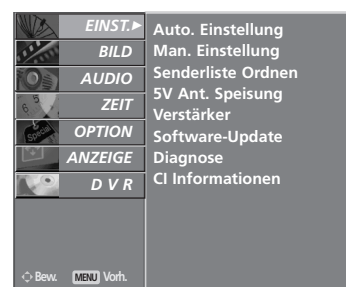 EINST.
BILD
AUDIO
ZEIT
OPTION
ANZEIGE
D V R
Auto. Einstellung
Man. Einstellung
Senderliste Ordnen
5V Ant. Speisung
Verstärker
Software-Update
Diagnose
CI Informationen
Special
Bew. MENU Vorh.